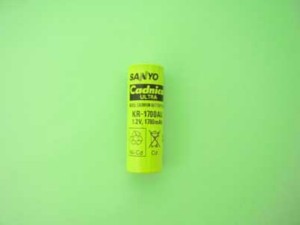 SANYO
Cadnica
ULTRA
KR-1700AU
1.2V, 1700mAh
Ni-Cd Cd